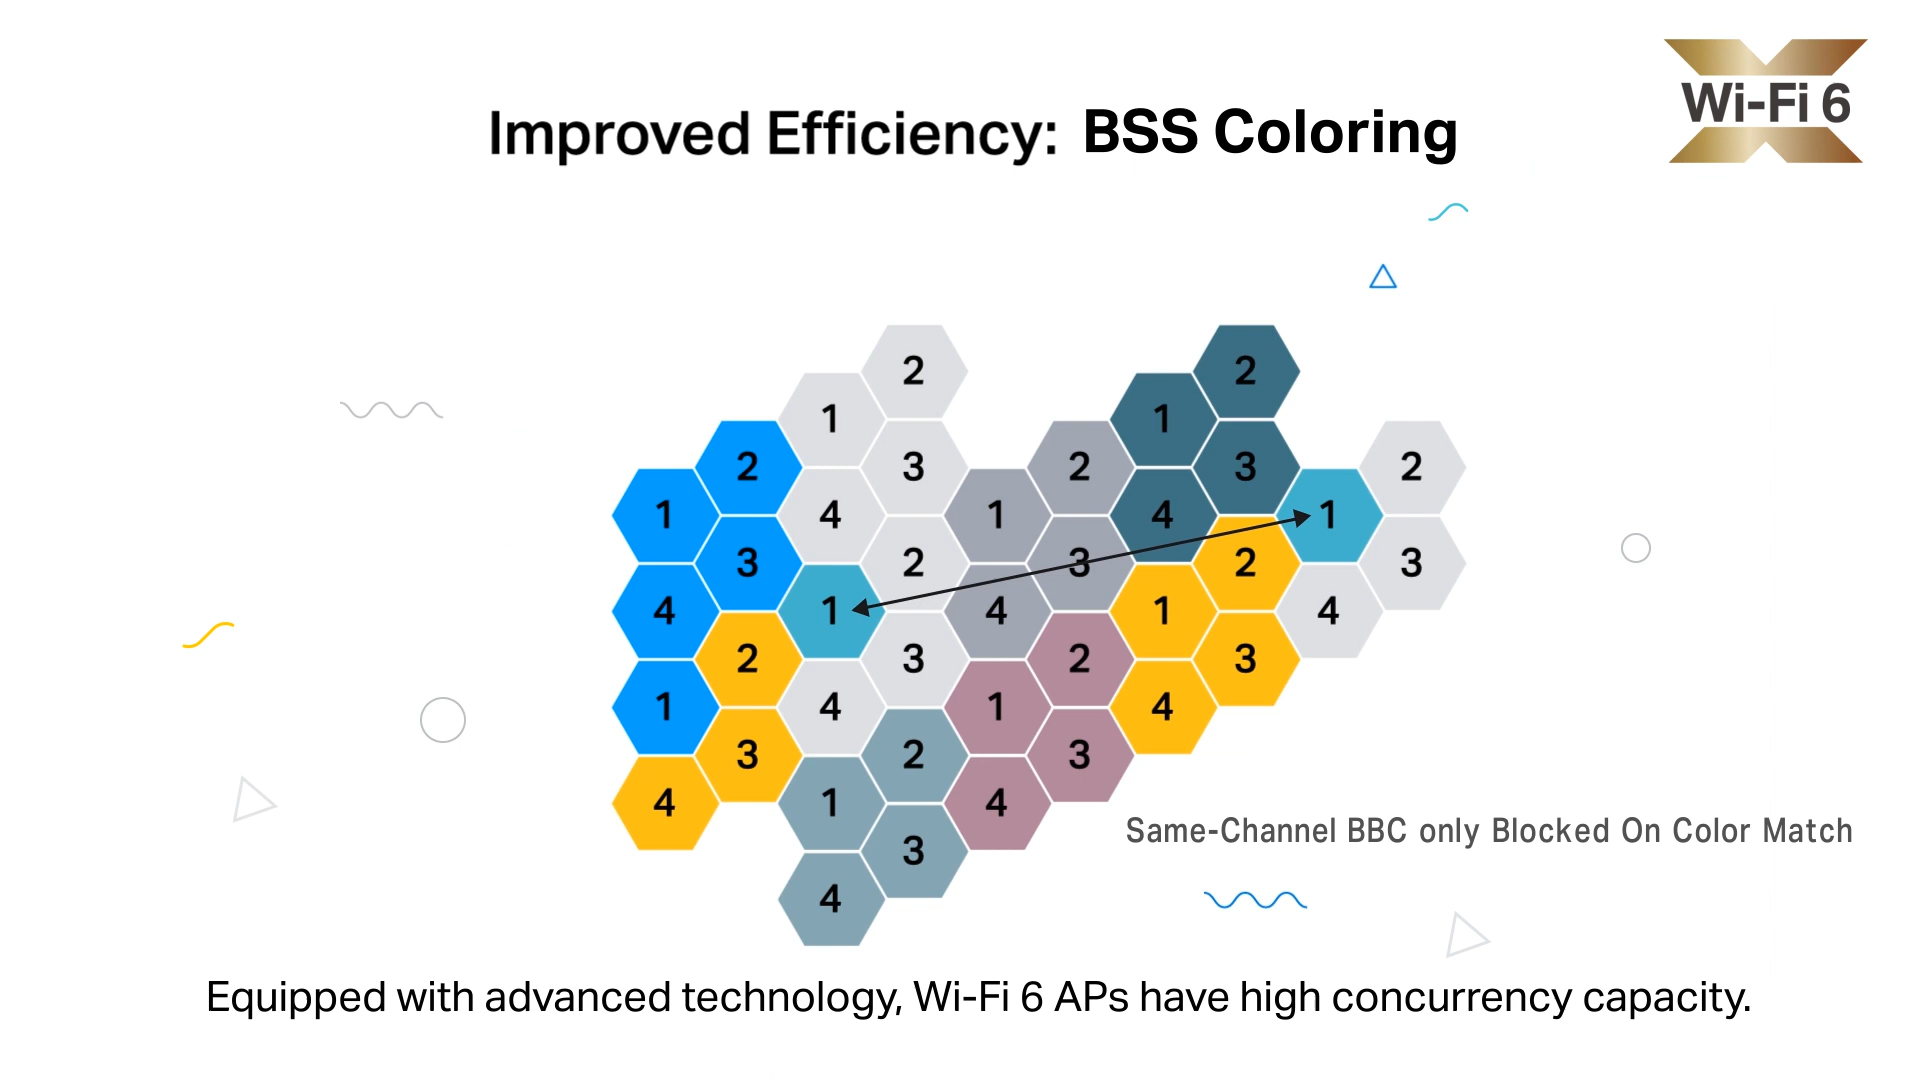 Wi-Fi 6
Improved Efficiency: BSS Coloring
2 2
1 1
2 3 2 3 2
1 4 1 4 1
3 2 3 2 3
4 1 4 1 4
2 3 2 3
1 4 1 4
3 2 3
4 1 4
Same-Channel BBC only Blocked On Color Match
3
4
Equipped with advanced technology, Wi-Fi 6 APs have high concurrency capacity.